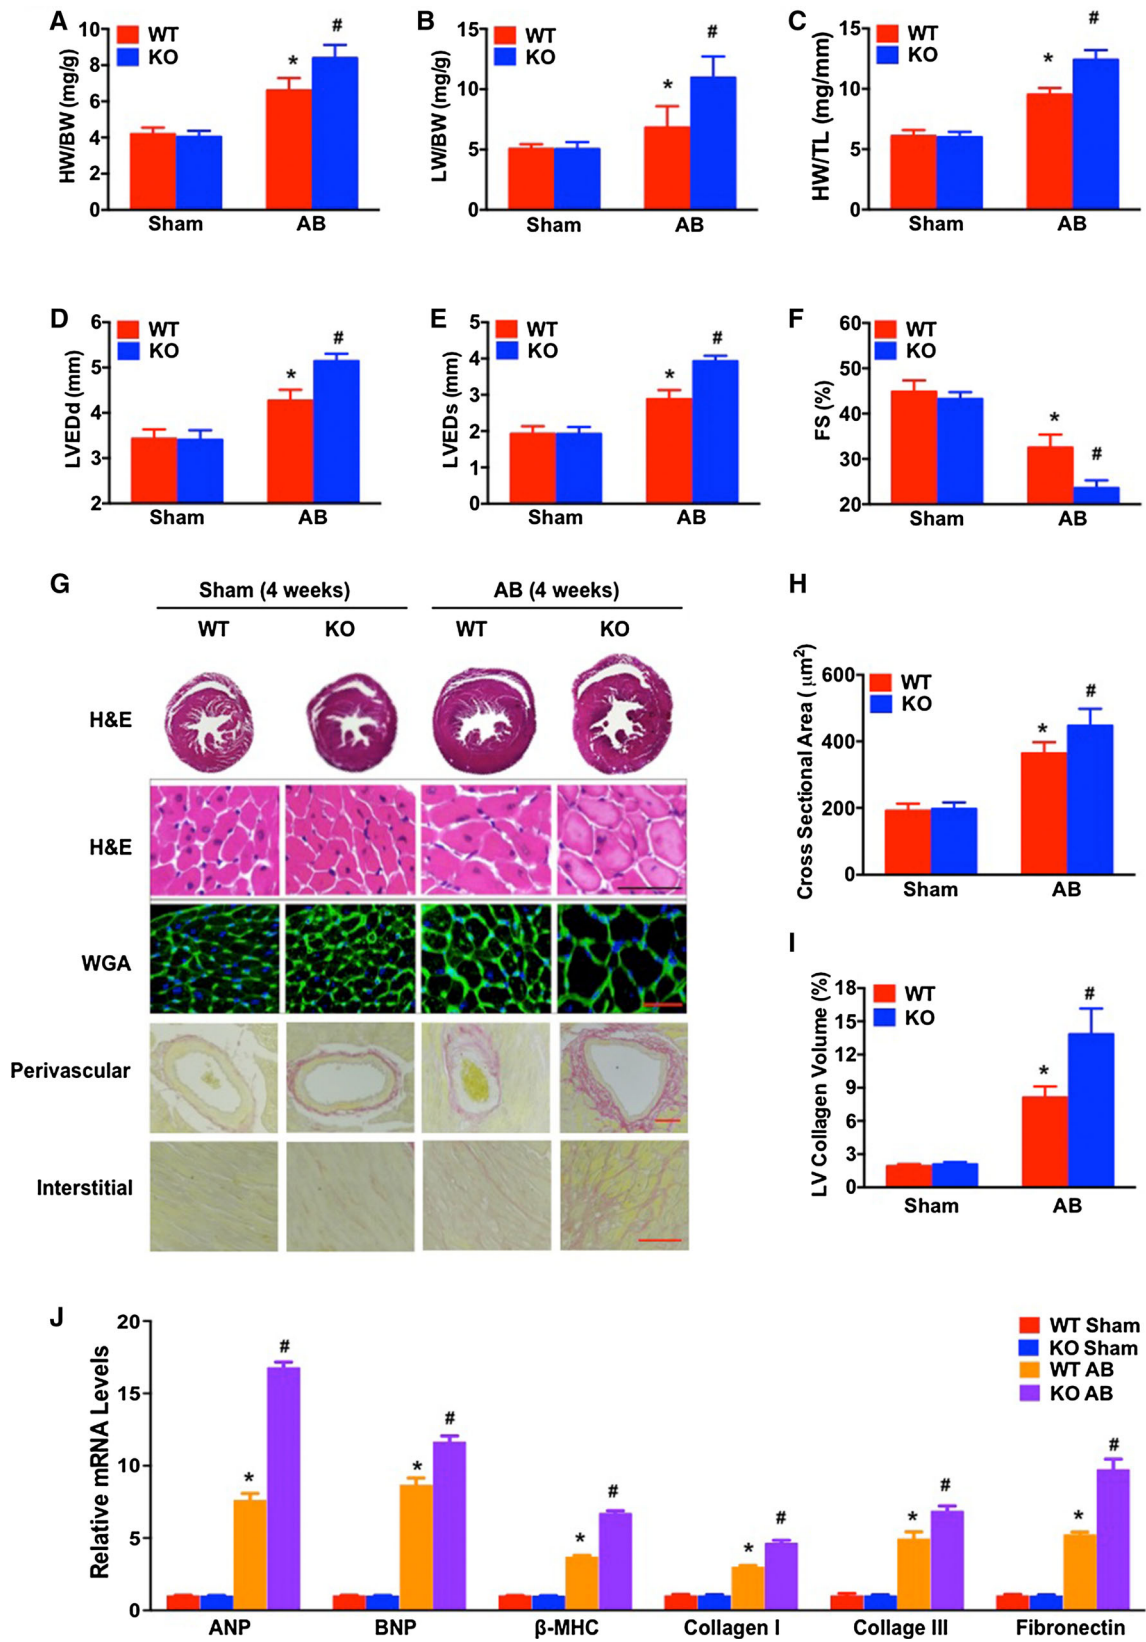 A
HW/BW (mg/g)
10
8
6
4
2
0
WT
KO
*
#
Sham
AB
B
LW/BW (mg/g)
15
10
5
0
WT
KO
*
#
Sham
AB
C
HW/TL (mg/mm)
15
10
5
0
WT
KO
*
#
Sham
AB
D
LVEDd (mm)
6
5
4
3
2
WT
KO
*
#
Sham
AB
E
LVEDs (mm)
5
4
3
2
1
0
WT
KO
*
#
Sham
AB
F
FS (%)
60
50
40
30
20
WT
KO
*
#
Sham
AB
G
Sham (4 weeks)
AB (4 weeks)
WT
KO
WT
KO
H&E
H&E
WGA
Perivascular
Interstitial
H
Cross Sectional Area ( μm²)
600
400
200
0
WT
KO
*
#
Sham
AB
I
LV Collagen Volume (%)
18
15
12
9
6
3
0
WT
KO
*
#
Sham
AB
J
Relative mRNA Levels
20
15
10
5
0
WT Sham
KO Sham
WT AB
KO AB
*
#
*
#
*
#
*
#
*
#
*
#
ANP
BNP
β-MHC
Collagen I
Collage III
Fibronectin